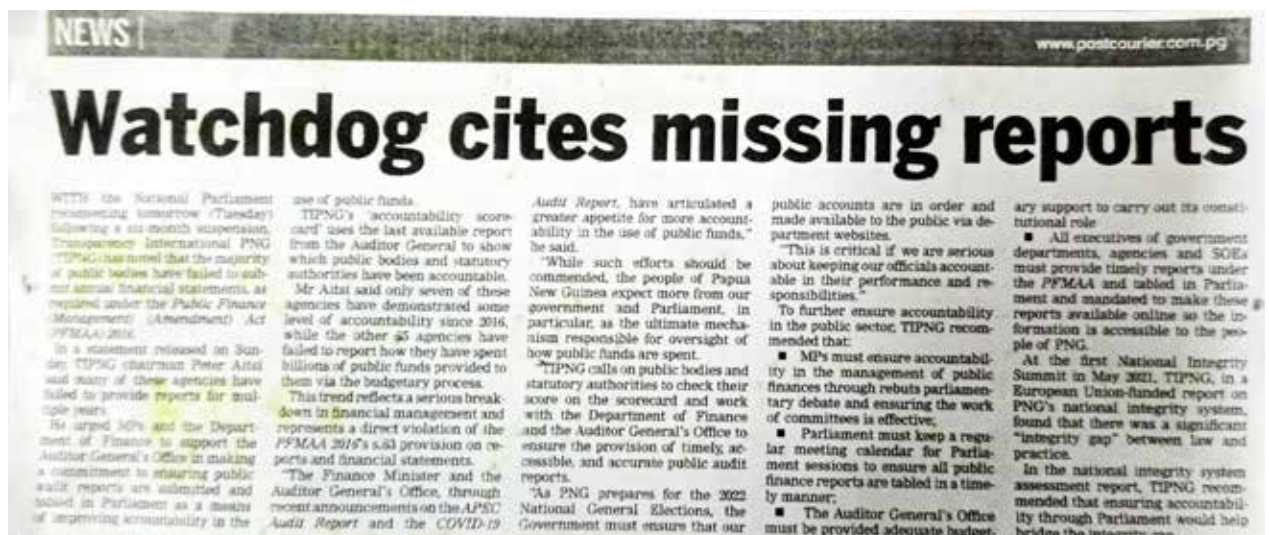 NEWS
www.postcourier.com.pg
Watchdog cites missing reports
WITH the National Parliament
reconvening tomorrow (Tuesday)
following a six-month suspension,
Transparency International PNG
(TIPNG) has noted that the majority
of public bodies have failed to sub-
mit annual financial statements, as
required under the Public Finance
(Management) (Amendment) Act
(PFMAA) 2016.
In a statement released on Sun-
day, TIPNG chairman Peter Aitsi
said many of these agencies have
failed to provide reports for mul-
tiple years.
He urged MPs and the Depart-
ment of Finance to support the
Auditor General's Office in making
a commitment to ensuring public
audit reports are submitted and
tabled in Parliament as a means
of improving accountability in the
use of public funds.
TIPNG's 'accountability score-
card' uses the last available report
from the Auditor General to show
which public bodies and statutory
authorities have been accountable.
Mr Aitsi said only seven of these
agencies have demonstrated some
level of accountability since 2016,
while the other agencies have
failed to report how they have spent
billions of public funds provided to
them via the budgetary process.
This trend reflects a serious break-
down in financial management and
represents a direct violation of the
PFMAA 2016's s.63 provision on re-
ports and financial statements.
"The Finance Minister and the
Auditor General's Office, through
recent announcements on the APEC
Audit Report and the COVID-19
Audit Report, have articulated a
greater appetite for more account-
ability in the use of public funds,"
he said.
"While such efforts should be
commended, the people of Papua
New Guinea expect more from our
government and Parliament, in
particular, as the ultimate mecha-
nism responsible for oversight of
how public funds are spent.
"TIPNG calls on public bodies and
statutory authorities to check their
score on the scorecard and work
with the Department of Finance
and the Auditor General's Office to
ensure the provision of timely, ac-
cessible, and accurate public audit
reports.
"As PNG prepares for the 2022
National General Elections, the
Government must ensure that our
public accounts are in order and
made available to the public via de-
partment websites.
"This is critical if we are serious
about keeping our officials account-
able in their performance and re-
sponsibilities."
To further ensure accountability
in the public sector, TIPNG recom-
mended that:
■ MPs must ensure accountabil-
ity in the management of public
finances through rebuts parliamen-
tary debate and ensuring the work
of committees is effective;
■ Parliament must keep a regu-
lar meeting calendar for Parlia-
ment sessions to ensure all public
finance reports are tabled in a time-
ly manner;
■ The Auditor General's Office
must be provided adequate budget-
ary support to carry out its consti-
tutional role
■ All executives of government
departments, agencies and SOEs
must provide timely reports under
the PFMAA and tabled in Parlia-
ment and mandated to make these
reports available online so the in-
formation is accessible to the peo-
ple of PNG.
At the first National Integrity
Summit in May 2021, TIPNG, in a
European Union-funded report on
PNG's national integrity system,
found that there was a significant
"integrity gap" between law and
practice.
In the national integrity system
assessment report, TIPNG recom-
mended that ensuring accountabil-
ity through Parliament would help
bridge the integrity gap